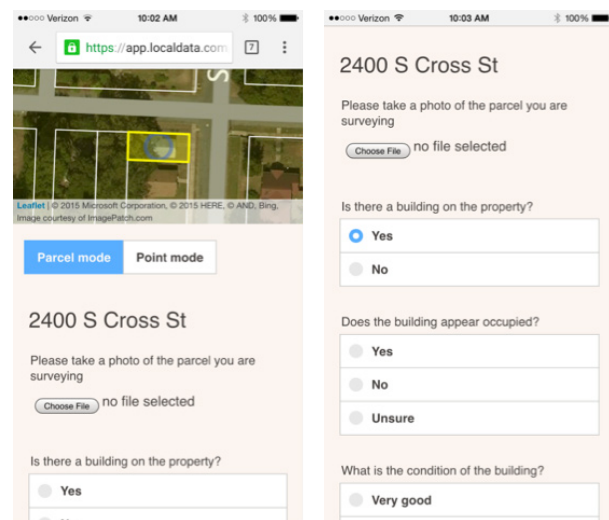 Verizon 10:02 AM 100%
https://app.localdata.com 7
S
Leaflet | © 2015 Microsoft Corporation, © 2015 HERE, © AND, Bing,
Image courtesy of ImagePatch.com
Parcel mode Point mode
2400 S Cross St
Please take a photo of the parcel you are
surveying
Choose File no file selected
Is there a building on the property?
Yes
Verizon 10:03 AM 100%
2400 S Cross St
Please take a photo of the parcel you are
surveying
Choose File no file selected
Is there a building on the property?
Yes
No
Does the building appear occupied?
Yes
No
Unsure
What is the condition of the building?
Very good